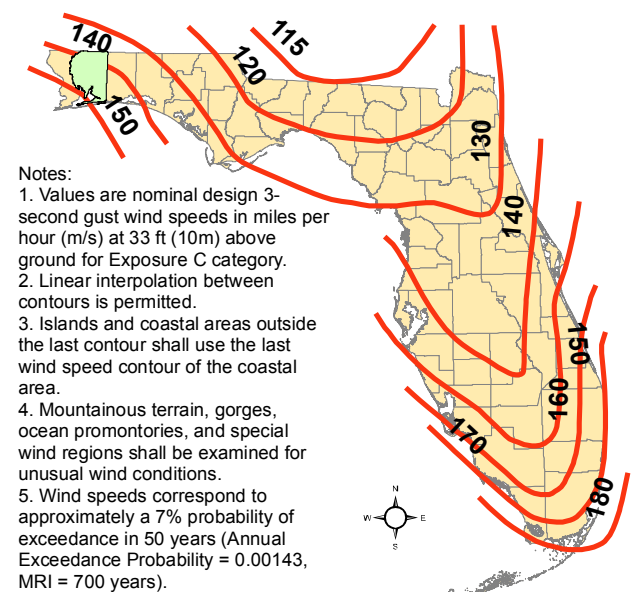 115
140
120
150
130
140
150
160
170
180
Notes:
1. Values are nominal design 3-
second gust wind speeds in miles per
hour (m/s) at 33 ft (10m) above
ground for Exposure C category.
2. Linear interpolation between
contours is permitted.
3. Islands and coastal areas outside
the last contour shall use the last
wind speed contour of the coastal
area.
4. Mountainous terrain, gorges,
ocean promontories, and special
wind regions shall be examined for
unusual wind conditions.
5. Wind speeds correspond to
approximately a 7% probability of
exceedance in 50 years (Annual
Exceedance Probability = 0.00143,
MRI = 700 years).
N
W E
S